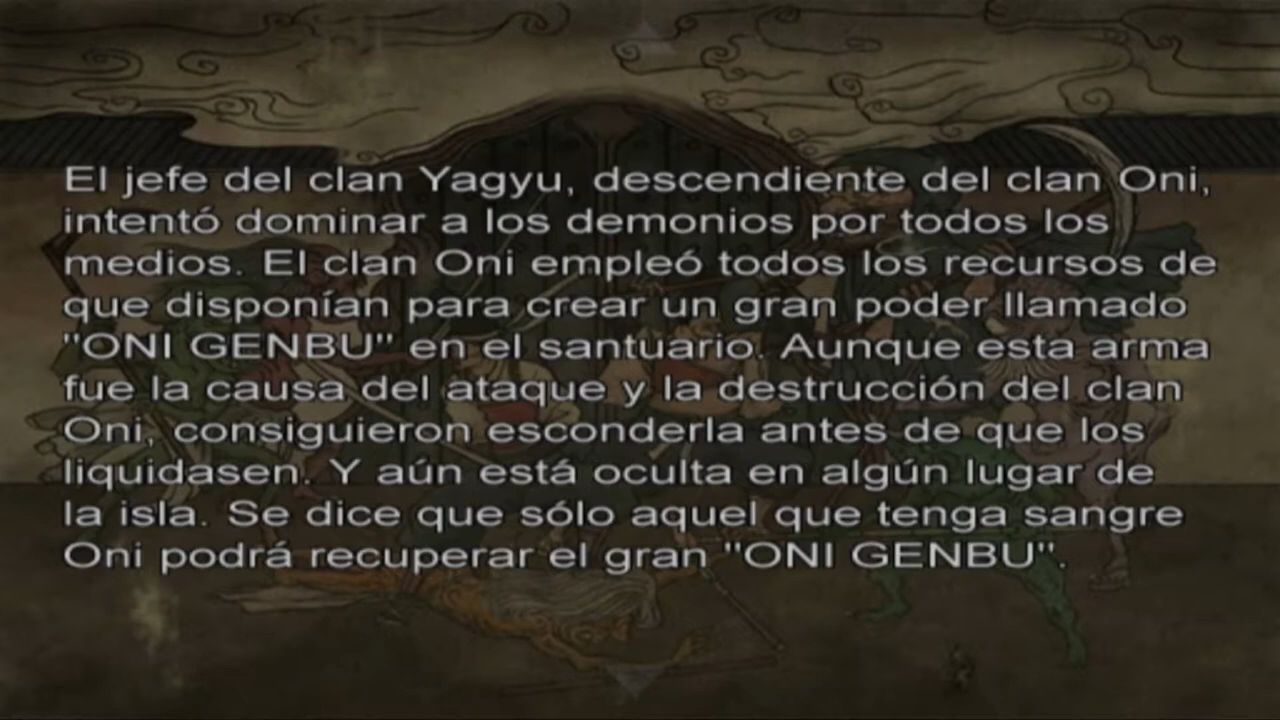 El jefe del clan Yagyu, descendiente del clan Oni,
intentó dominar a los demonios por todos los
medios. El clan Oni empleó todos los recursos de
que disponían para crear un gran poder llamado
"ONI GENBU" en el santuario. Aunque esta arma
fue la causa del ataque y la destrucción del clan
Oni, consiguieron esconderla antes de que los
liquidasen. Y aún está oculta en algún lugar de
la isla. Se dice que sólo aquel que tenga sangre
Oni podrá recuperar el gran "ONI GENBU".